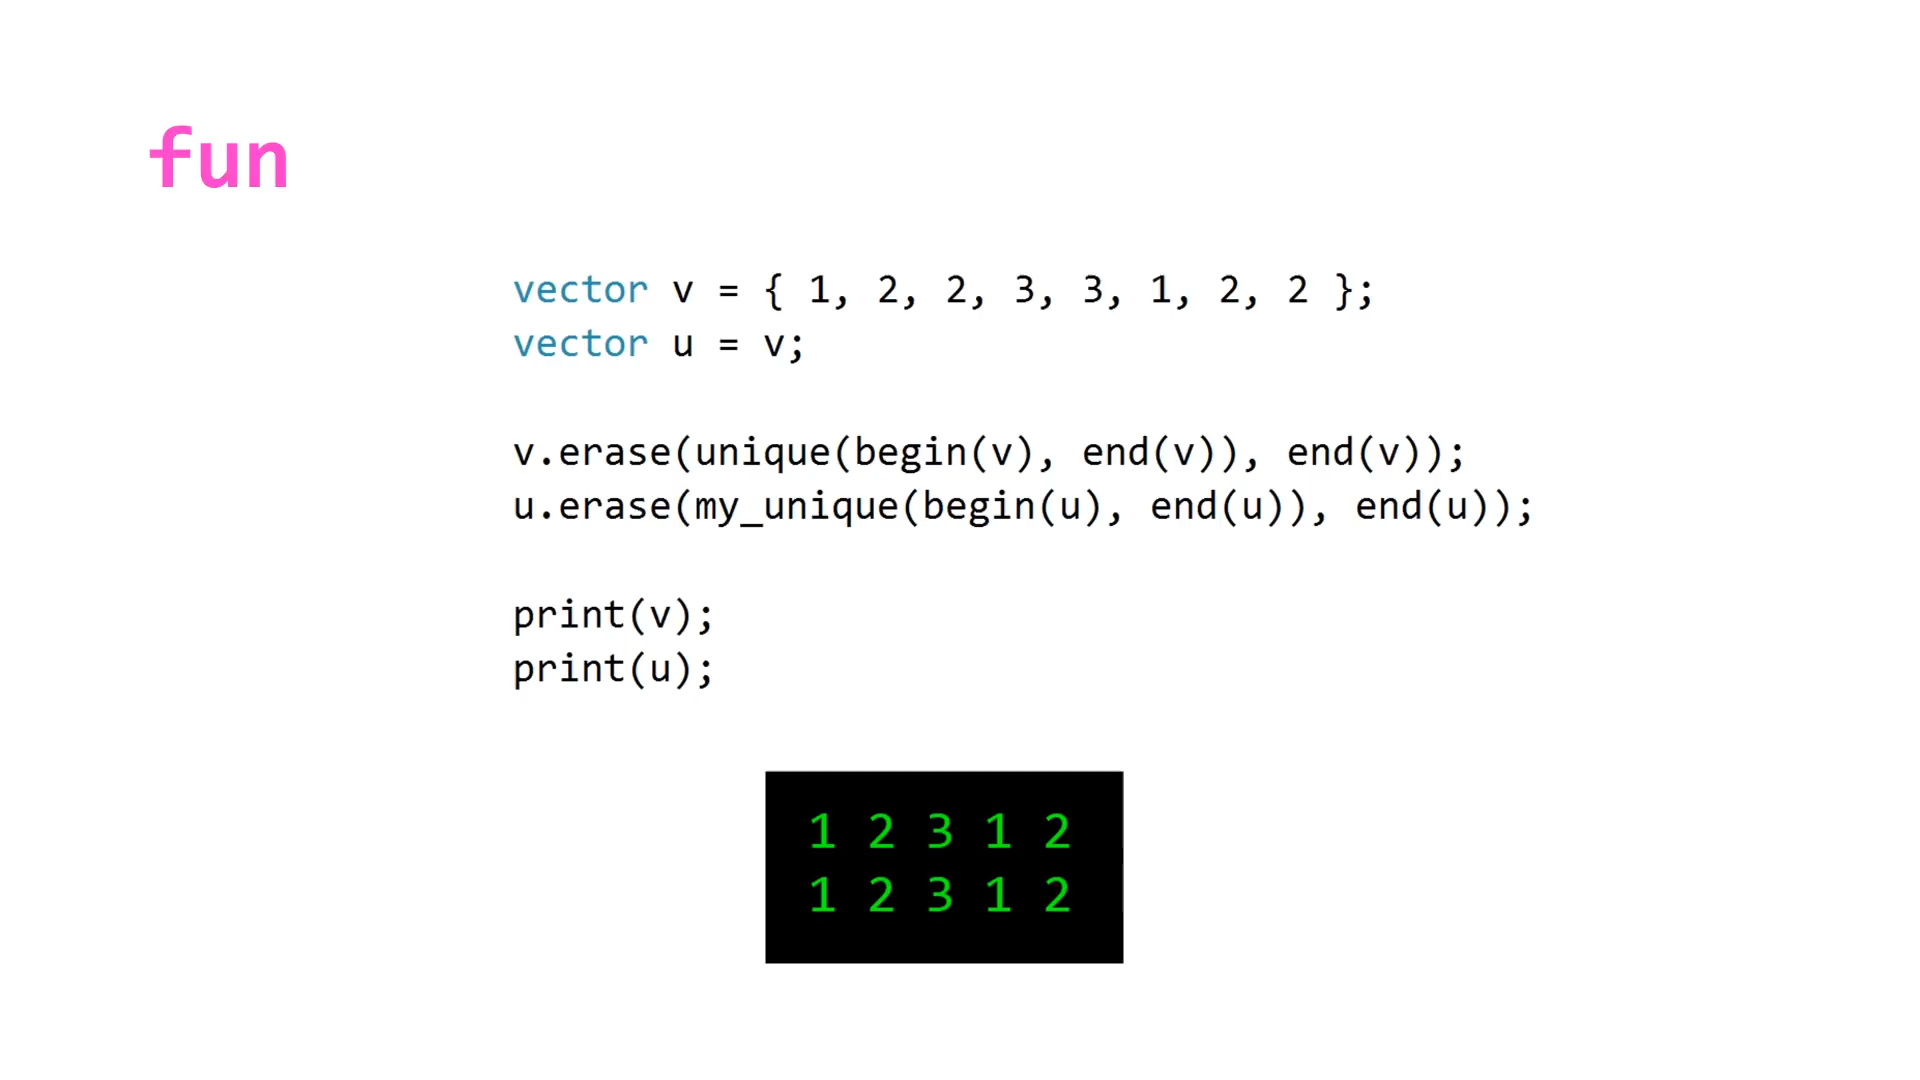 fun
vector v = { 1, 2, 2, 3, 3, 1, 2, 2 };
vector u = v;
v.erase(unique(begin(v), end(v)), end(v));
u.erase(my_unique(begin(u), end(u)), end(u));
print(v);
print(u);
1 2 3 1 2
1 2 3 1 2